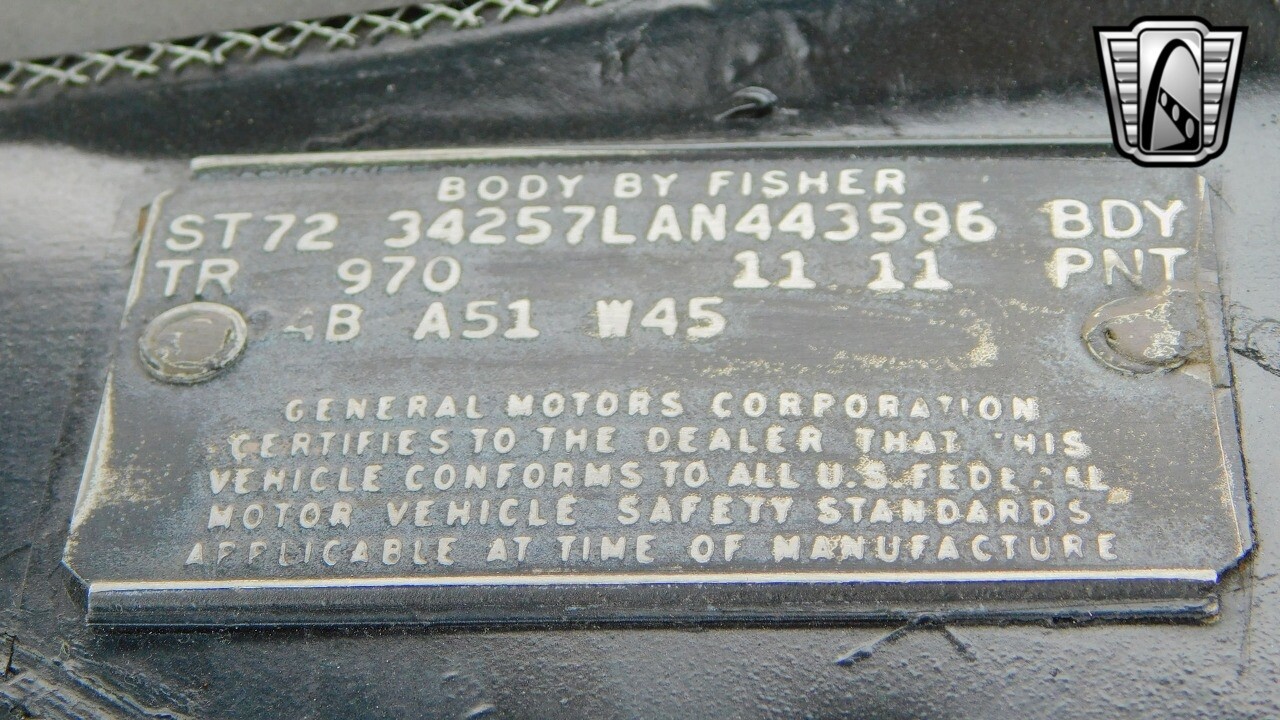 BODY BY FISHER
ST72 34257LAN443596 BDY
TR 970 11 11 PNT
A51 W45
GENERAL MOTORS CORPORATION
CERTIFIES TO THE DEALER THAT THIS
VEHICLE CONFORMS TO ALL U.S. FEDERAL
MOTOR VEHICLE SAFETY STANDARDS
APPLICABLE AT TIME OF MANUFACTURE